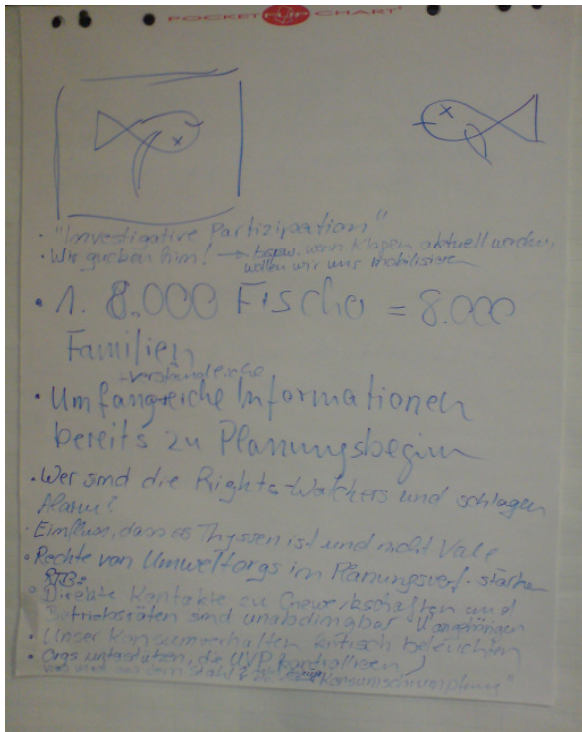 POCKET FLIP CHART
• "Investigative Partizipation"
• Wir gucken hin! → bspw. wenn Klagen aktuell werden,
wollen wir uns mobilisieren
• 1. 8.000 Fische = 8.000
Familien
+ verständliche
• Umfangreiche Informationen
bereits zu Planungsbeginn
• Wer sind die Rights-Watchers und schlagen
Alarm?
• Einfluss, dass es Thyssen ist und nicht Vale
• Rechte von Umweltorgs im Planungsverf. stärken
• Direkte Kontakte zu Gewerkschaften und
Betriebsräten sind unabdingbar
• Unser Konsumverhalten kritisch beleuchten
• Orgs unterstützen, die UVP kontrollieren